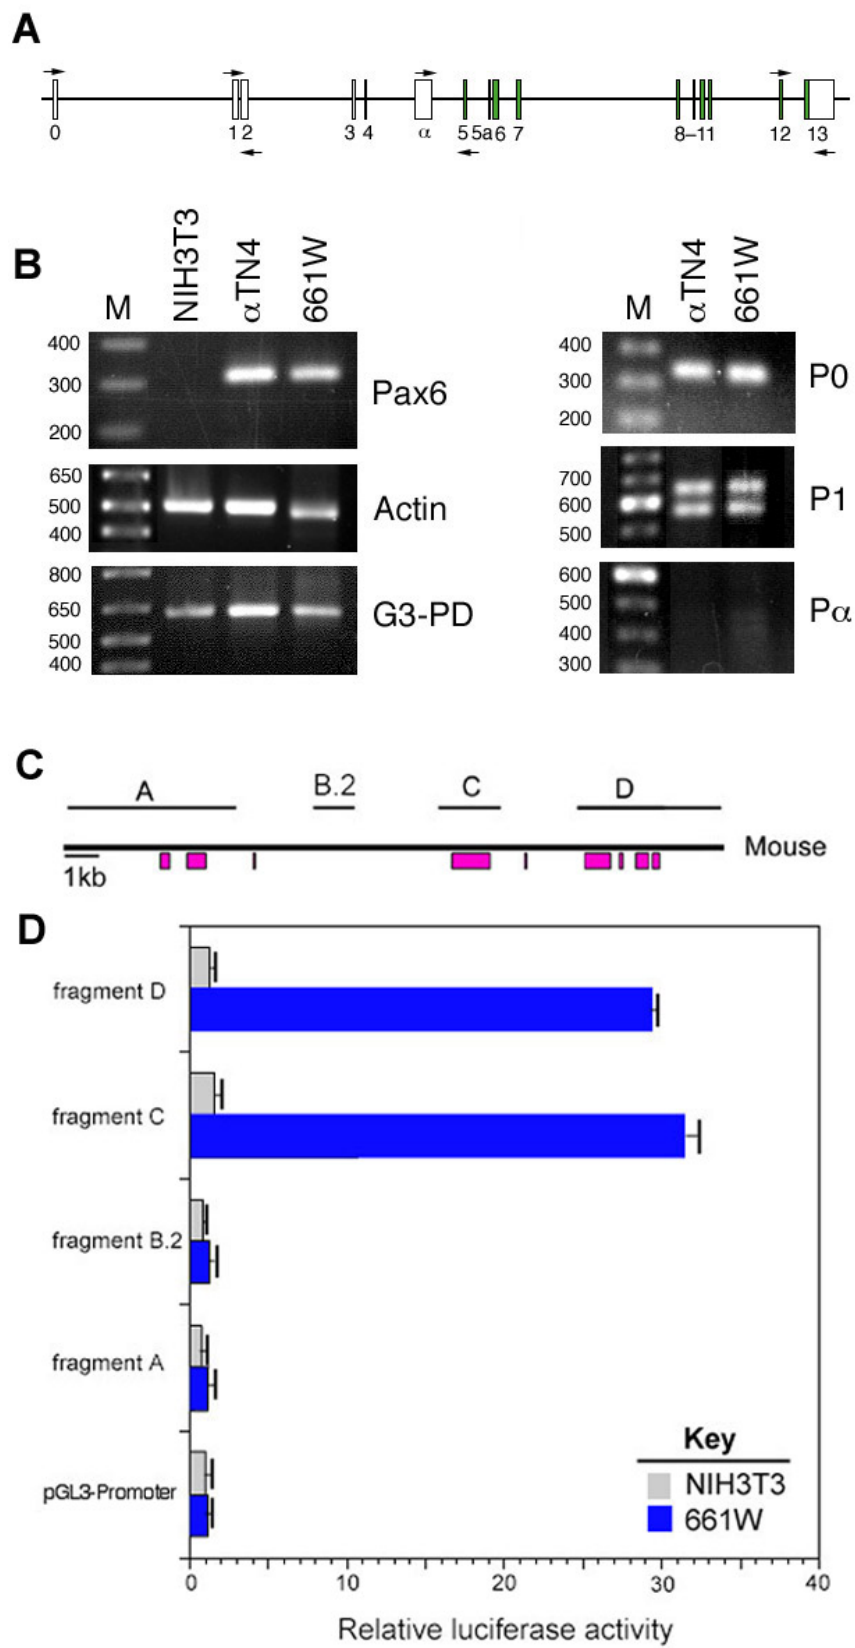 A
0 1 2 3 4 α 5 5a 6 7 8–11 12 13
B
M NIH3T3 αTN4 661W
400
300
200
Pax6
650
500
400
Actin
800
650
500
400
G3-PD
M αTN4 661W
400
300
200
P0
700
600
500
P1
600
500
400
300
Pα
C
A B.2 C D
Mouse
1kb
D
fragment D
fragment C
fragment B.2
fragment A
pGL3-Promoter
Key
NIH3T3
661W
0 10 20 30 40
Relative luciferase activity